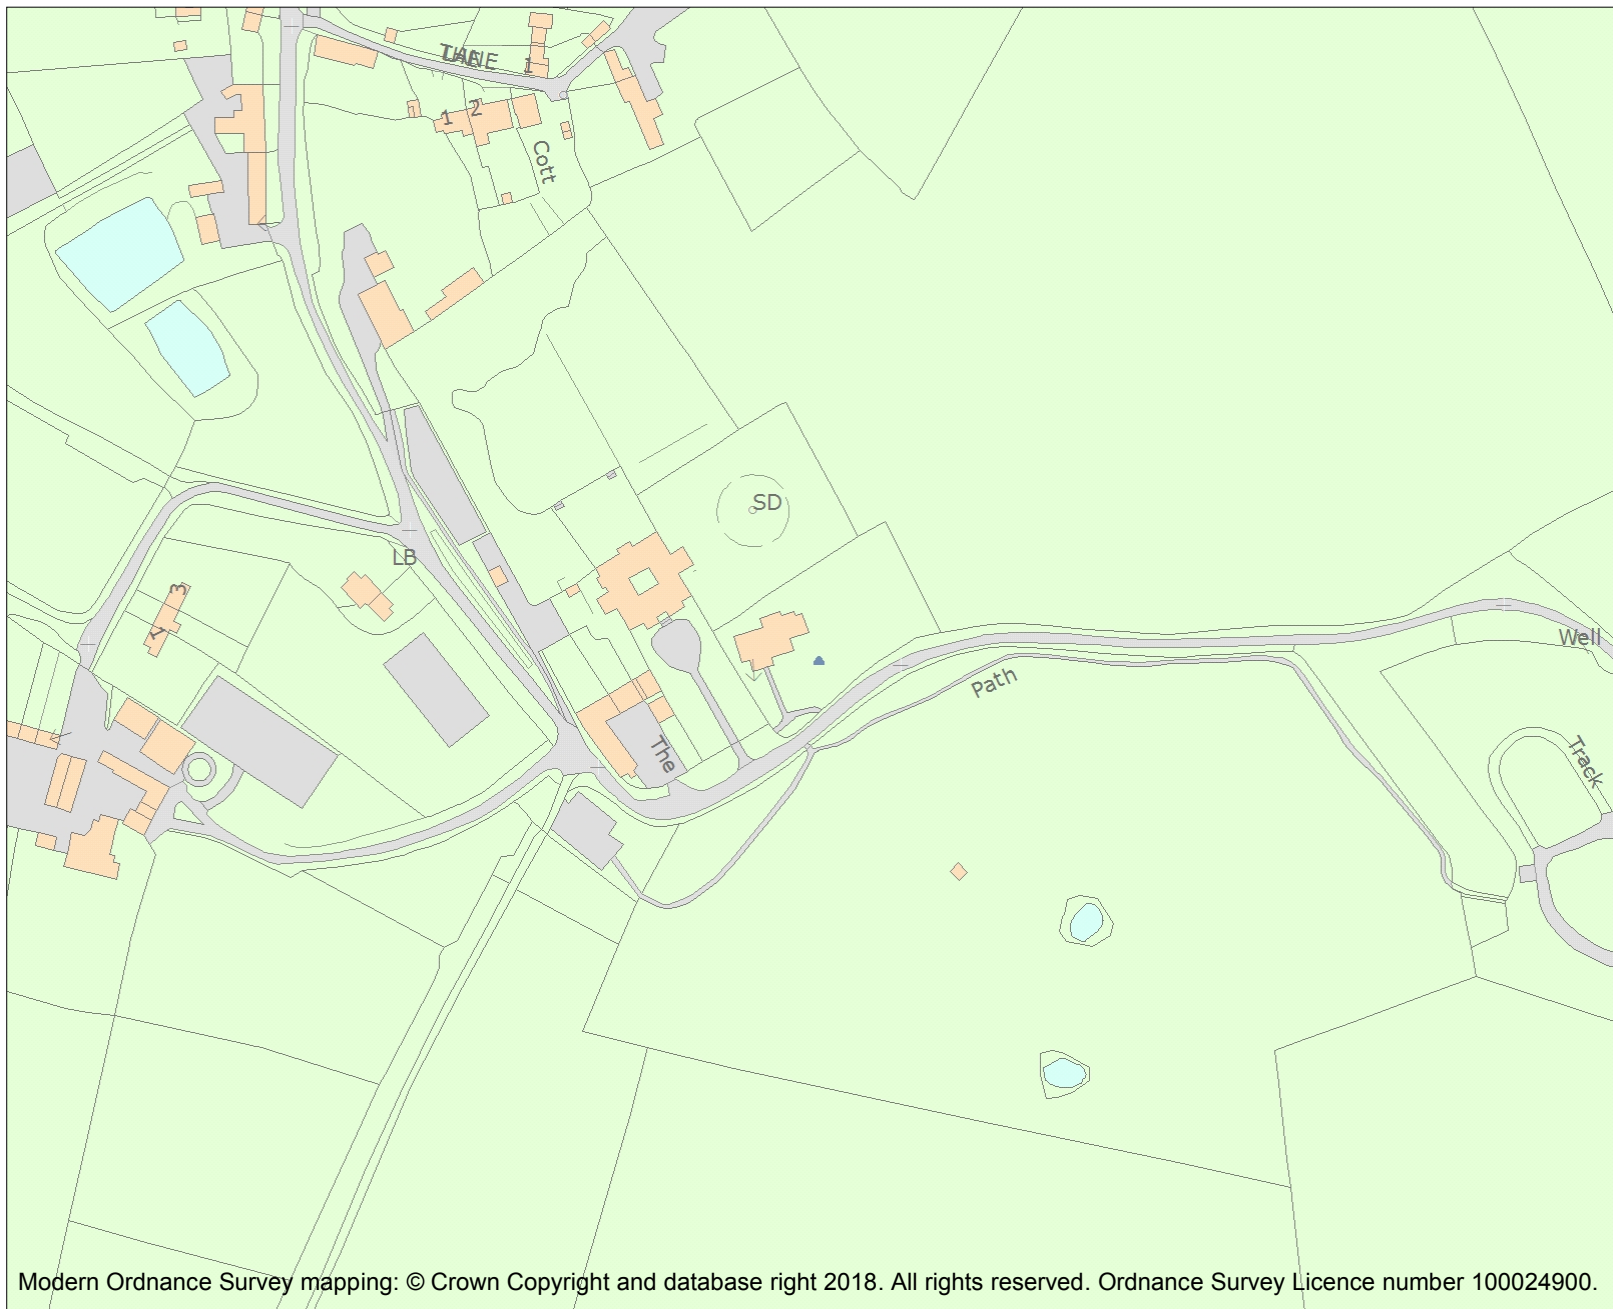 LANE
1
1
2
Cott
SD
LB
3
1
Well
Path
The
Track
Modern Ordnance Survey mapping: © Crown Copyright and database right 2018. All rights reserved. Ordnance Survey Licence number 100024900.